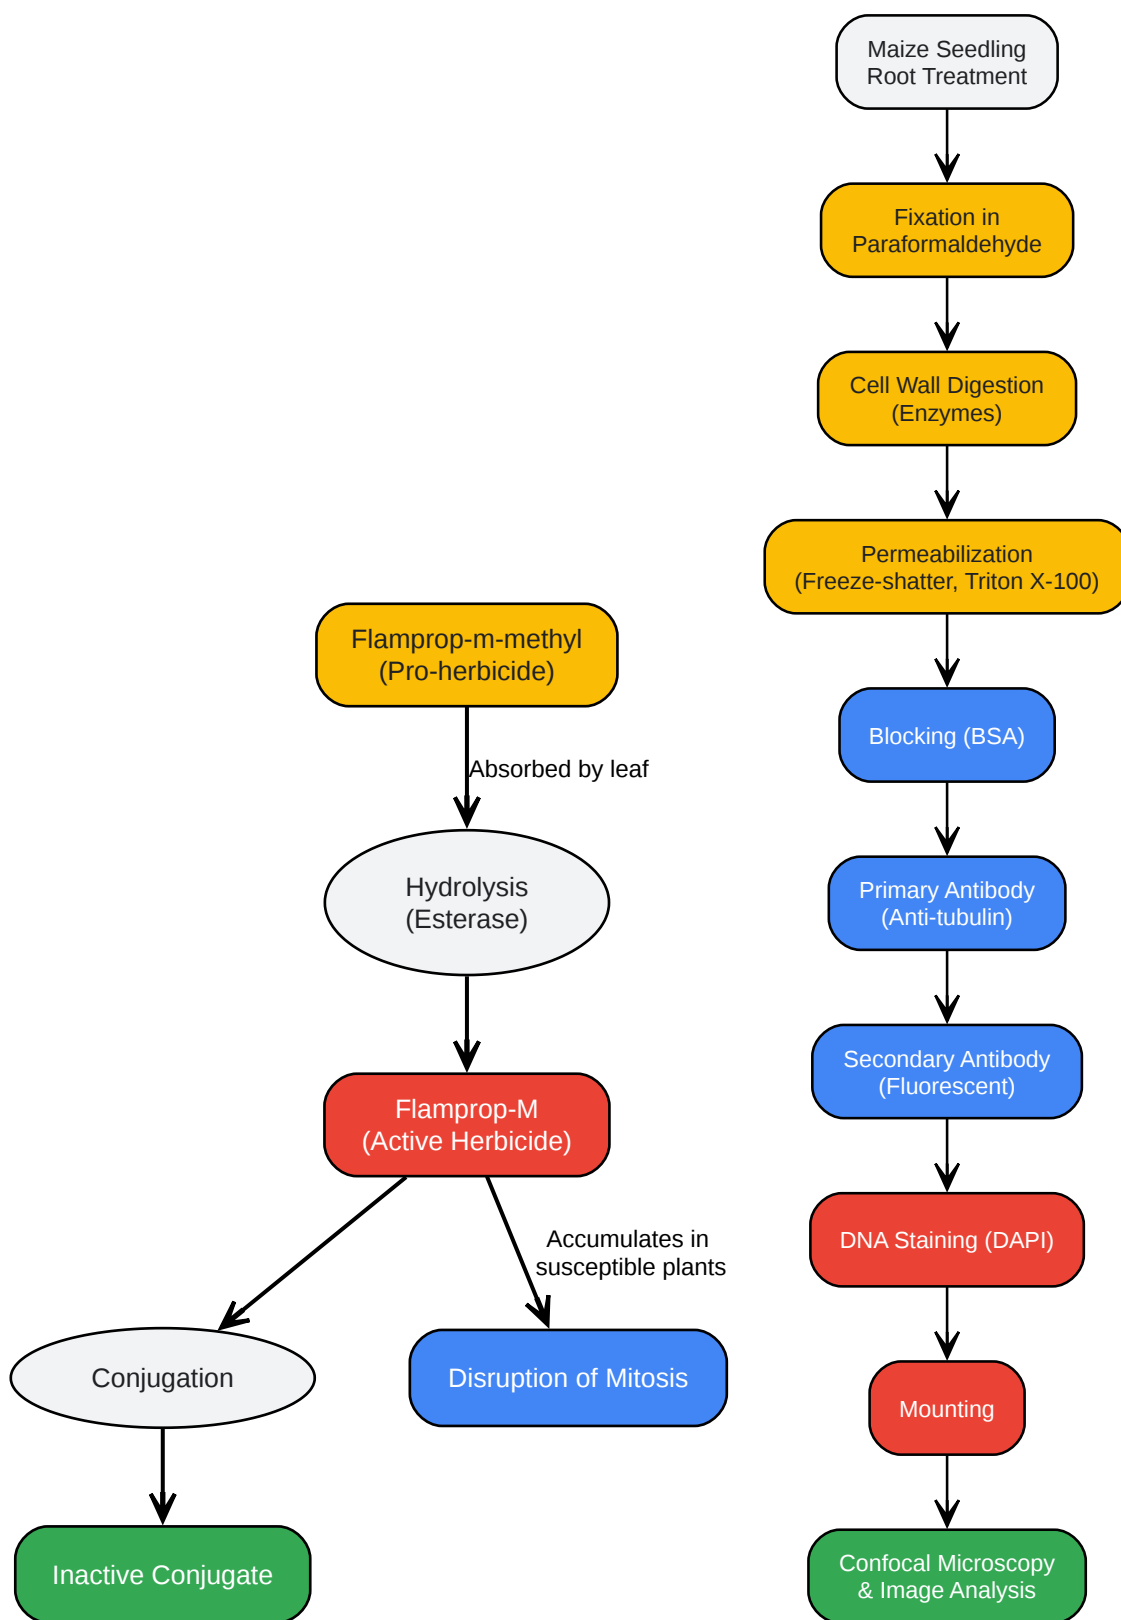 Flamprop-m-methyl
(Pro-herbicide)
Absorbed by leaf
Hydrolysis
(Esterase)
Flamprop-M
(Active Herbicide)
Accumulates in
susceptible plants
Conjugation
Disruption of Mitosis
Inactive Conjugate
Maize Seedling
Root Treatment
Fixation in
Paraformaldehyde
Cell Wall Digestion
(Enzymes)
Permeabilization
(Freeze-shatter, Triton X-100)
Blocking (BSA)
Primary Antibody
(Anti-tubulin)
Secondary Antibody
(Fluorescent)
DNA Staining (DAPI)
Mounting
Confocal Microscopy
& Image Analysis